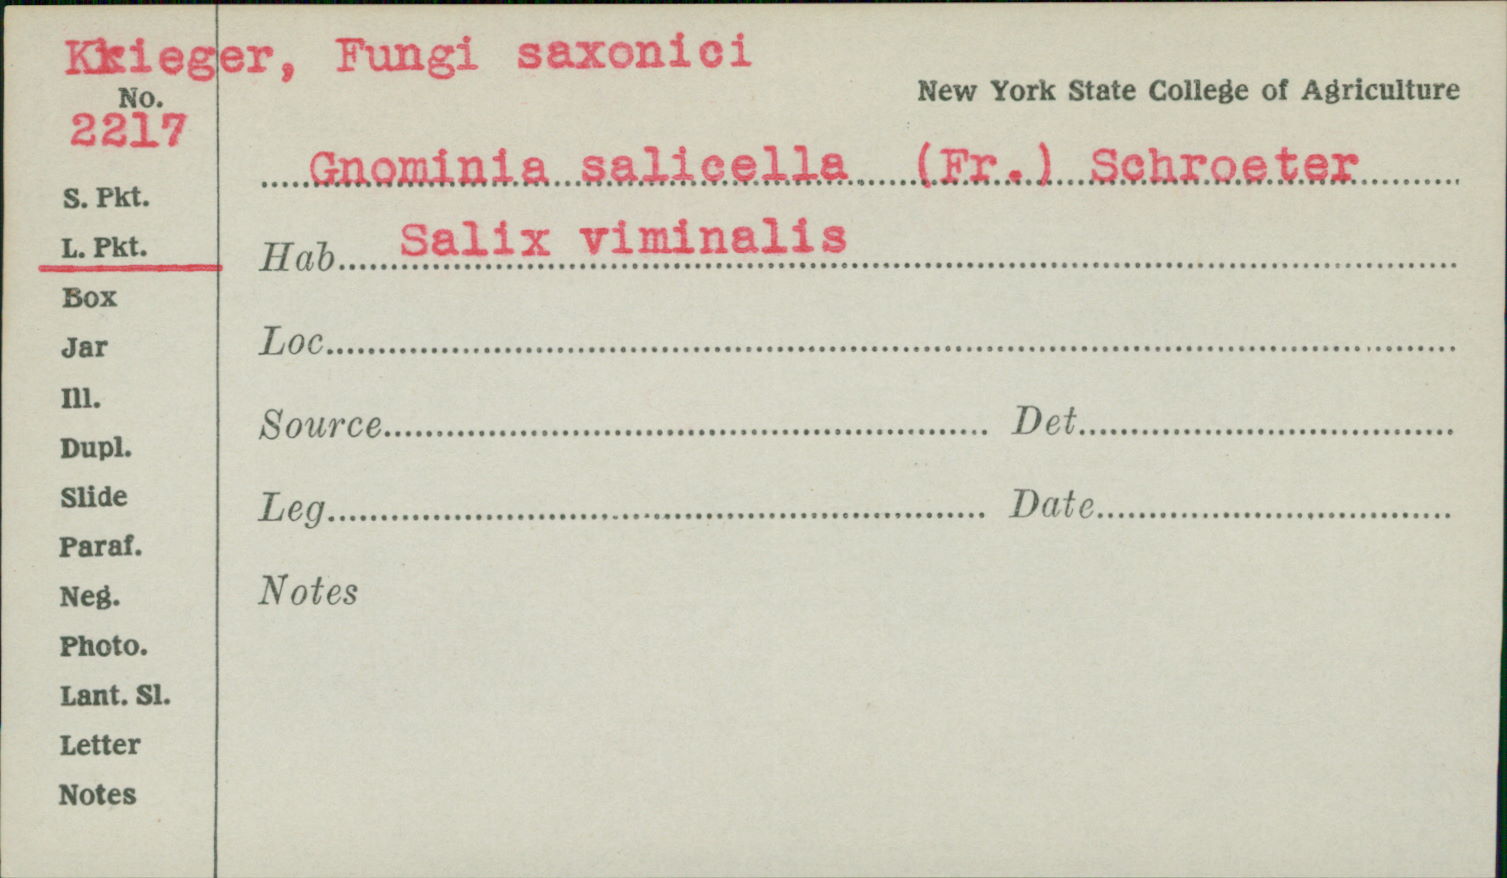 Krieger, Fungi saxonici
New York State College of Agriculture
No.
2217
Gnominia salicella (Fr.) Schroeter
S. Pkt.
L. Pkt.
Hab. Salix viminalis
Box
Jar
Loc.
Ill.
Source Det.
Dupl.
Slide
Leg. Date
Paraf.
Neg.
Notes
Photo.
Lant. Sl.
Letter
Notes